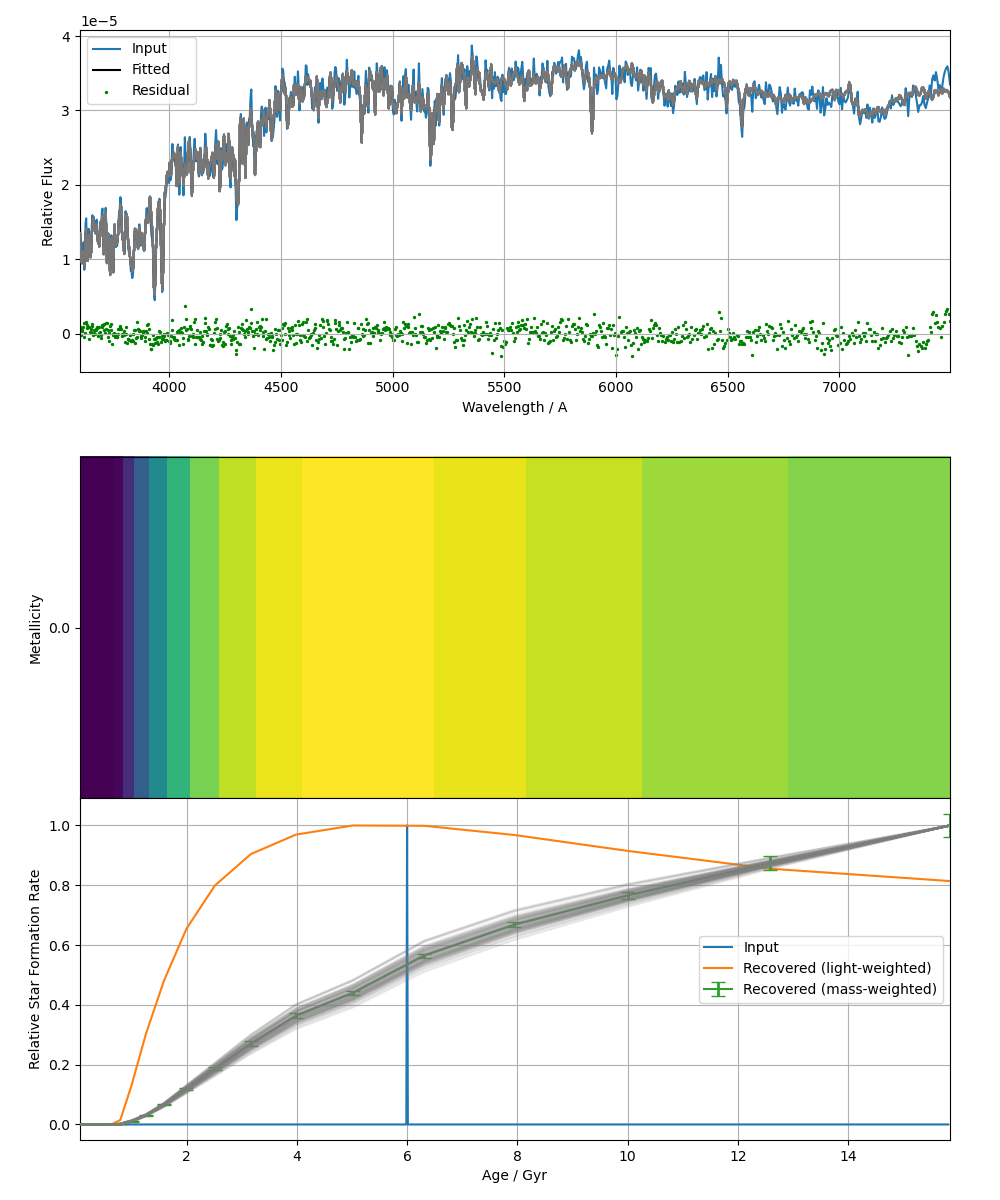 1e−5
4
3
2
1
0
Relative Flux
Input
Fitted
Residual
4000 4500 5000 5500 6000 6500 7000
Wavelength / A
0.0
Metallicity
1.0
0.8
0.6
0.4
0.2
0.0
Relative Star Formation Rate
Input
Recovered (light-weighted)
Recovered (mass-weighted)
2 4 6 8 10 12 14
Age / Gyr